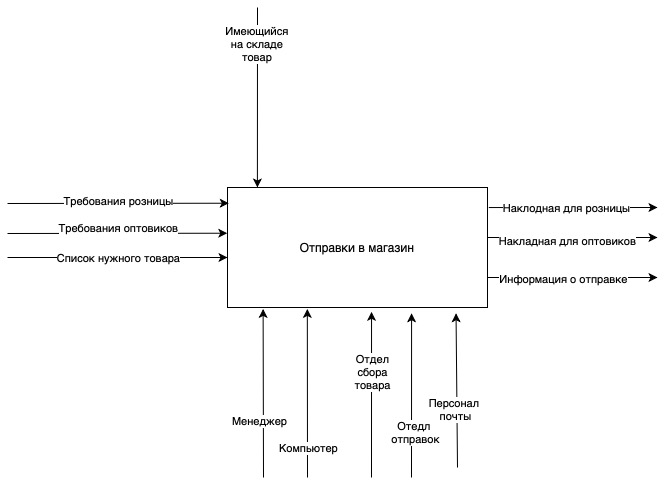 Имеющийся
на складе
товар
Требования розницы
Требования оптовиков
Список нужного товара
Отправки в магазин
Наклодная для розницы
Накладная для оптовиков
Информация о отправке
Менеджер
Компьютер
Отдел
сбора
товара
Отедл
отправок
Персонал
почты